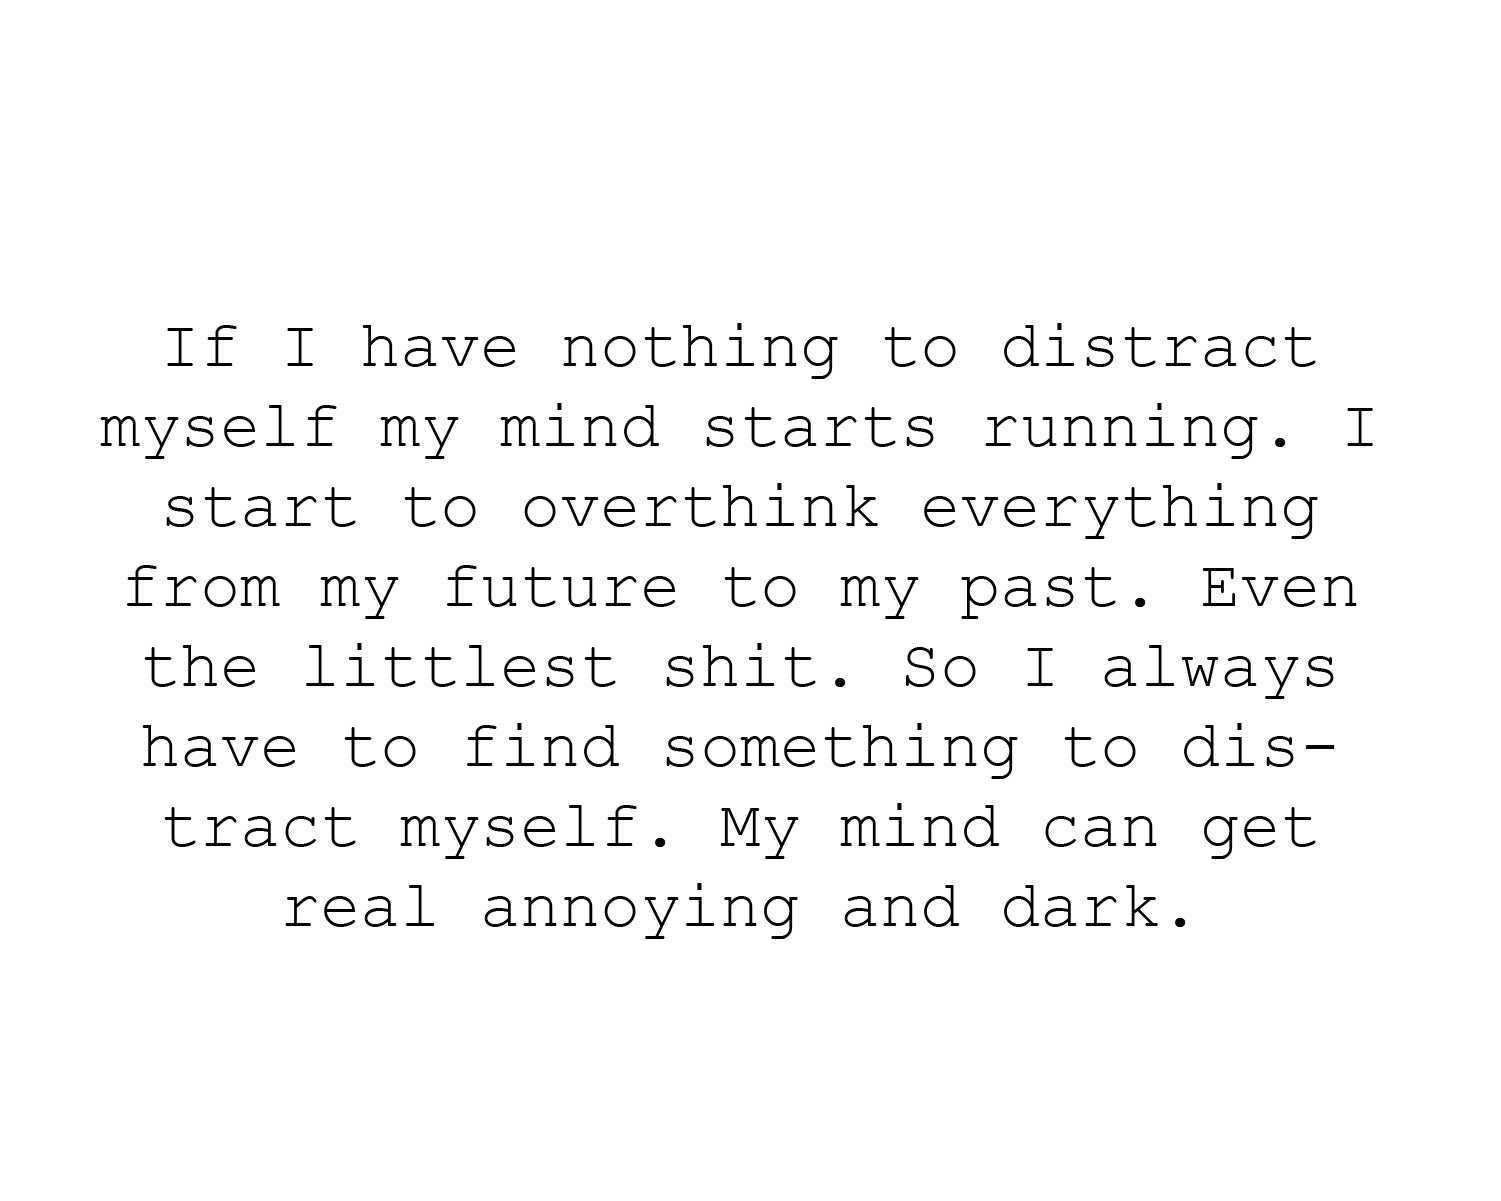 If I have nothing to distract
myself my mind starts running. I
start to overthink everything
from my future to my past. Even
the littlest shit. So I always
have to find something to dis-
tract myself. My mind can get
real annoying and dark.